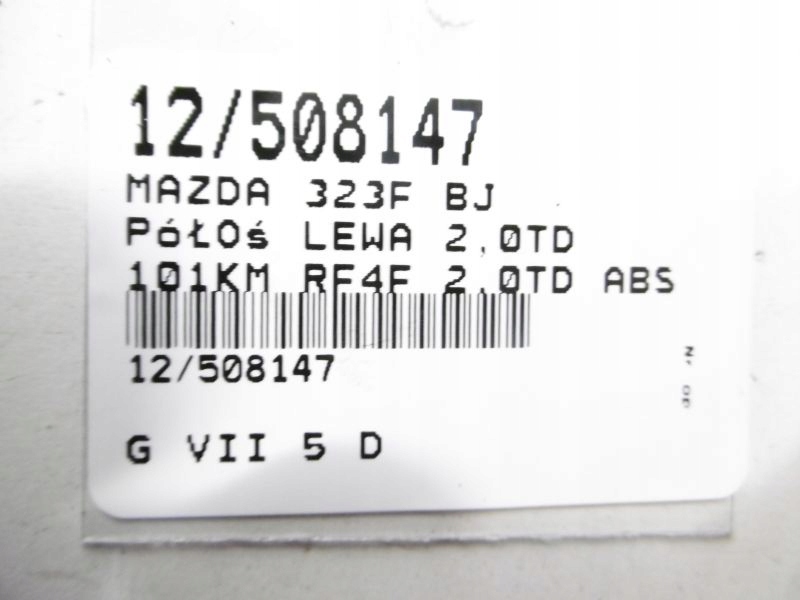 12/508147
MAZDA 323F BJ
PółOś LEWA 2.0TD
101KM RF4F 2.0TD ABS
12/508147
G VII 5 D